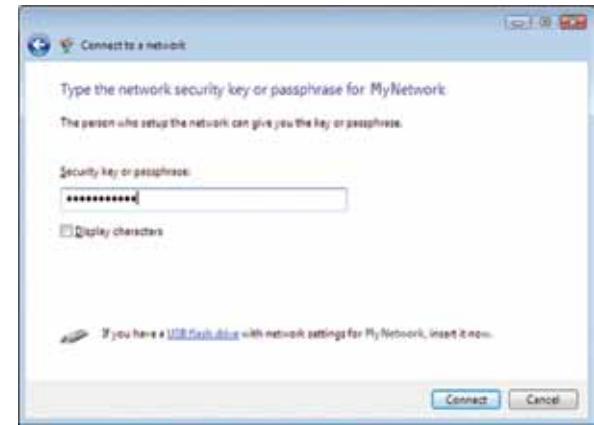 Connect to a network
Type the network security key or passphrase for MyNetwork
The person who setup the network can give you the key or passphrase.
Security key or passphrase:
•••••••••••
Display characters
If you have a USB flash drive with network settings for MyNetwork, insert it now.
Connect Cancel